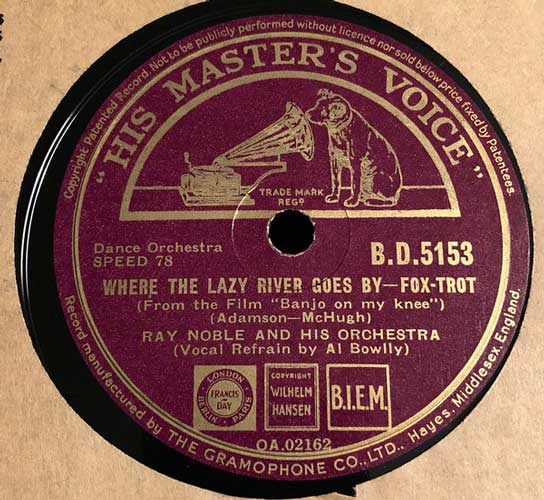 Copyright Patented Record. Not to be publicly performed without licence nor sold below price fixed by Patentees.
"HIS MASTER'S VOICE"
TRADE MARK
REGD
Dance Orchestra
SPEED 78
B.D.5153
WHERE THE LAZY RIVER GOES BY—FOX-TROT
(From the Film "Banjo on my knee")
(Adamson—McHugh)
RAY NOBLE AND HIS ORCHESTRA
(Vocal Refrain by Al Bowlly)
LONDON
FRANCIS
DAY
BERLIN PARIS
COPYRIGHT
WILHELM
HANSEN
B.I.E.M.
OA.02162
Record manufactured by THE GRAMOPHONE CO., LTD., Hayes, Middlesex, England.